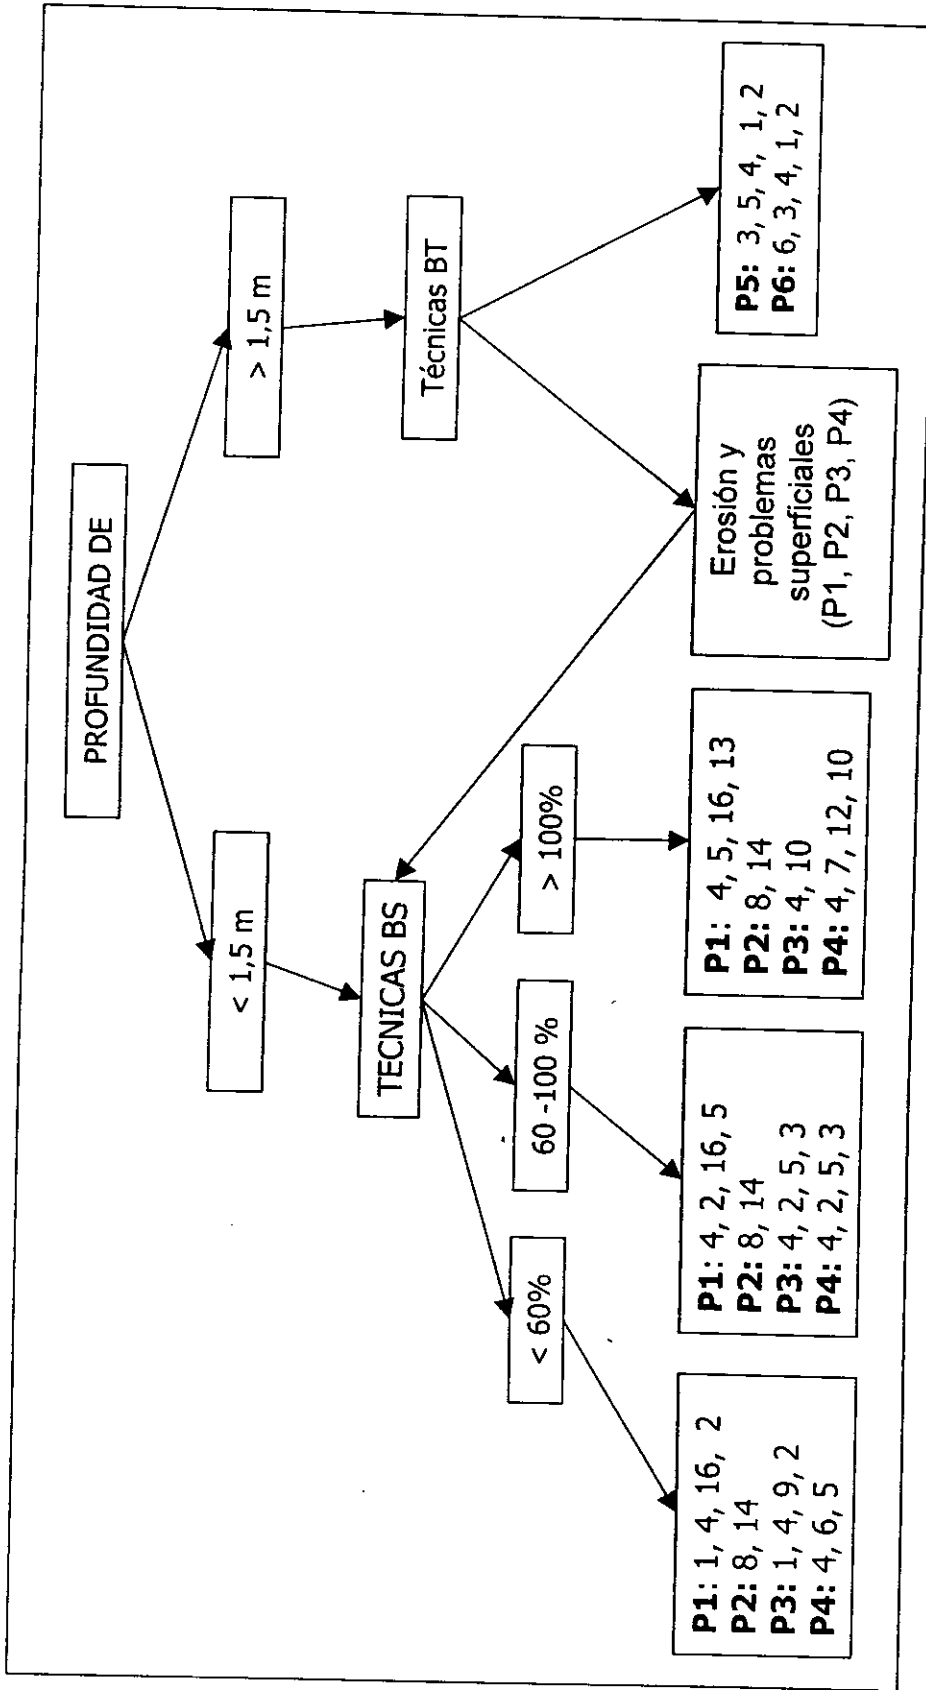 PROFUNDIDAD DE
< 1,5 m
> 1,5 m
TECNICAS BS
Técnicas BT
< 60%
60 -100 %
> 100%
P1: 1, 4, 16, 2
P2: 8, 14
P3: 1, 4, 9, 2
P4: 4, 6, 5
P1: 4, 2, 16, 5
P2: 8, 14
P3: 4, 2, 5, 3
P4: 4, 2, 5, 3
P1: 4, 5, 16, 13
P2: 8, 14
P3: 4, 10
P4: 4, 7, 12, 10
Erosión y
problemas
superficiales
(P1, P2, P3, P4)
P5: 3, 5, 4, 1, 2
P6: 6, 3, 4, 1, 2